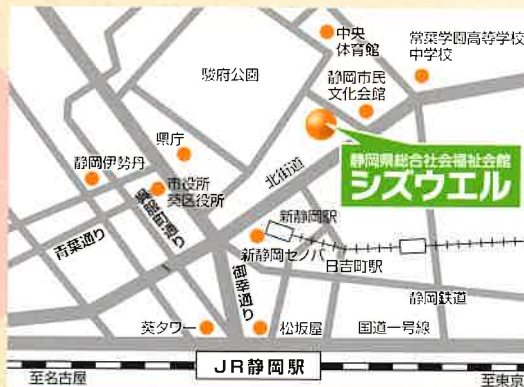 中央
体育館
常葉学園高等学校
中学校
駿府公園
静岡市民
文化会館
県庁
静岡伊勢丹
静岡県総合社会福祉会館
シズウエル
北街道
市役所
葵区役所
呉服町通り
新静岡駅
青葉通り
新静岡セノバ
日吉町駅
御幸通り
静岡鉄道
葵タワー
松坂屋
国道一号線
JR静岡駅
至名古屋
至東京